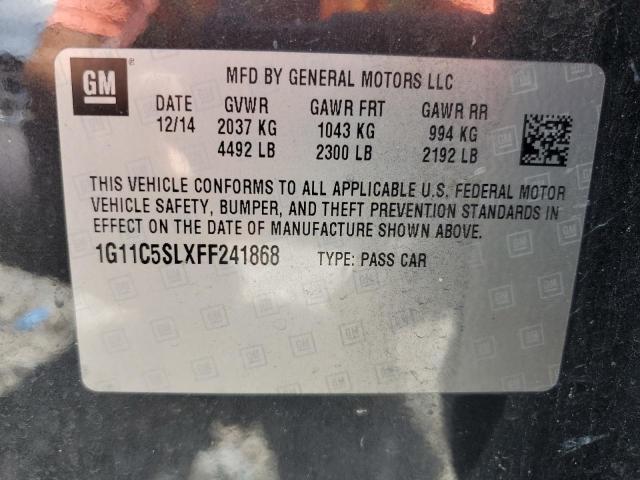 GM
MFD BY GENERAL MOTORS LLC
DATE GVWR GAWR FRT GAWR RR
12/14 2037 KG 1043 KG 994 KG
4492 LB 2300 LB 2192 LB
THIS VEHICLE CONFORMS TO ALL APPLICABLE U.S. FEDERAL MOTOR
VEHICLE SAFETY, BUMPER, AND THEFT PREVENTION STANDARDS IN
EFFECT ON THE DATE OF MANUFACTURE SHOWN ABOVE.
1G11C5SLXFF241868 TYPE: PASS CAR